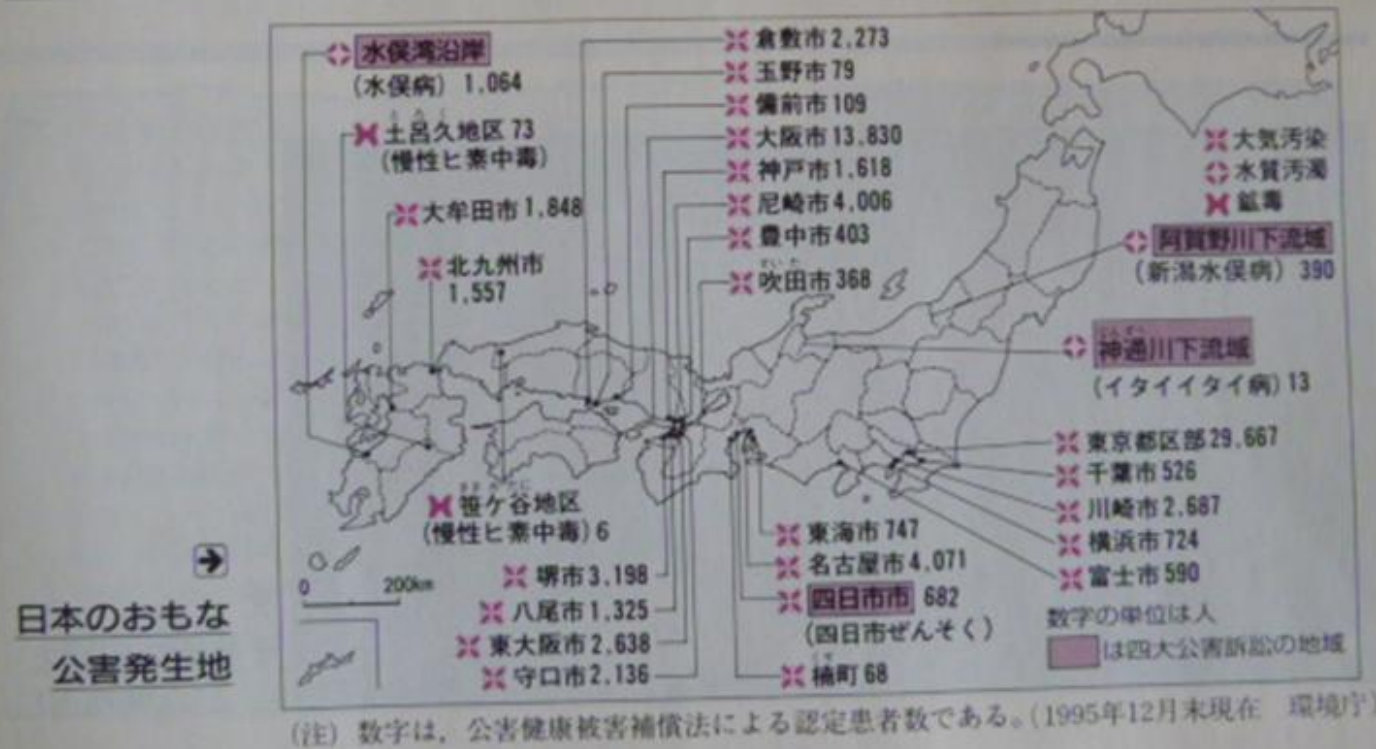 水俣湾沿岸
(水俣病) 1,064
とろく
土呂久地区 73
(慢性ヒ素中毒)
大牟田市 1,848
北九州市
1,557
倉敷市 2,273
玉野市 79
備前市 109
大阪市 13,830
神戸市 1,618
尼崎市 4,006
豊中市 403
すいた
吹田市 368
大気汚染
水質汚濁
鉱毒
阿賀野川下流域
(新潟水俣病) 390
じんずう
神通川下流域
(イタイイタイ病) 13
東京都区部 29,667
千葉市 526
川崎市 2,687
横浜市 724
富士市 590
数字の単位は人
は四大公害訴訟の地域
笹ケ谷地区
(慢性ヒ素中毒) 6
堺市 3,198
八尾市 1,325
東大阪市 2,638
守口市 2,136
東海市 747
名古屋市 4,071
四日市市 682
(四日市ぜんそく)
楠町 68
0 200km
日本のおもな
公害発生地
(注) 数字は、公害健康被害補償法による認定患者数である。(1995年12月末現在 環境庁)